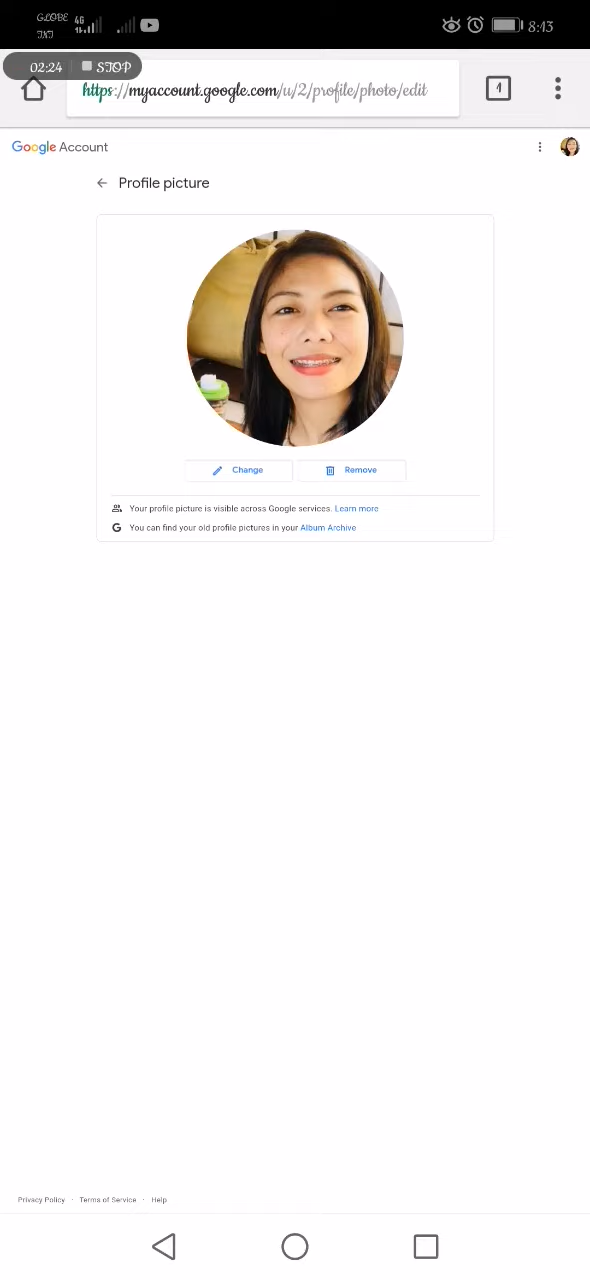 GLOBE
TNT
4G
8:43
02:24 STOP
https://myaccount.google.com/u/2/profile/photo/edit
1
Google Account
Profile picture
Change
Remove
Your profile picture is visible across Google services. Learn more
G You can find your old profile pictures in your Album Archive
Privacy Policy · Terms of Service · Help